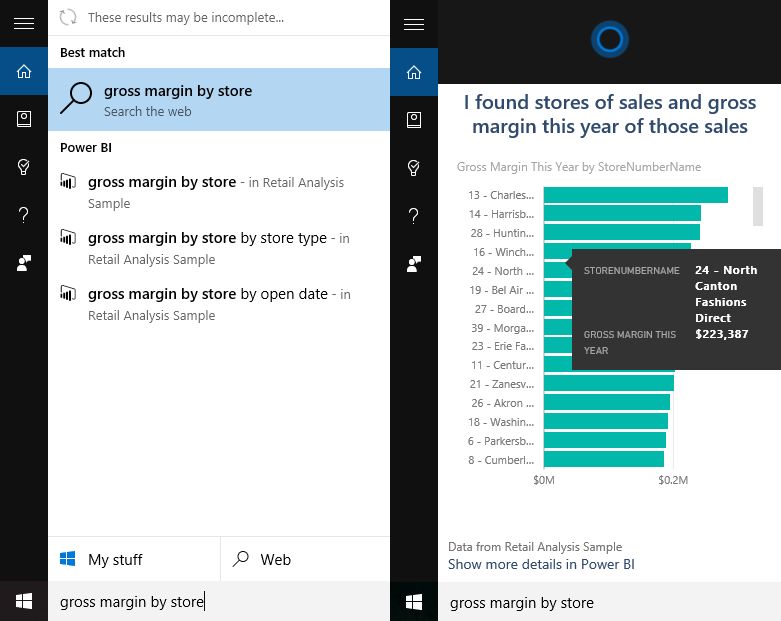 These results may be incomplete...
Best match
gross margin by store
Search the web
Power BI
gross margin by store - in Retail Analysis
Sample
gross margin by store by store type - in
Retail Analysis Sample
gross margin by store by open date - in
Retail Analysis Sample
My stuff
Web
gross margin by store
I found stores of sales and gross
margin this year of those sales
Gross Margin This Year by StoreNumberName
13 - Charles...
14 - Harrisb...
28 - Huntin...
16 - Winch...
24 - North ...
19 - Bel Air ...
27 - Board...
39 - Morga...
23 - Erie Fa...
11 - Centur...
21 - Zanesv...
26 - Akron ...
18 - Washin...
6 - Parkersb...
8 - Cumberl...
$0M $0.2M
STORENUMBERNAME 24 - North
Canton
Fashions
Direct
GROSS MARGIN THIS $223,387
YEAR
Data from Retail Analysis Sample
Show more details in Power BI
gross margin by store